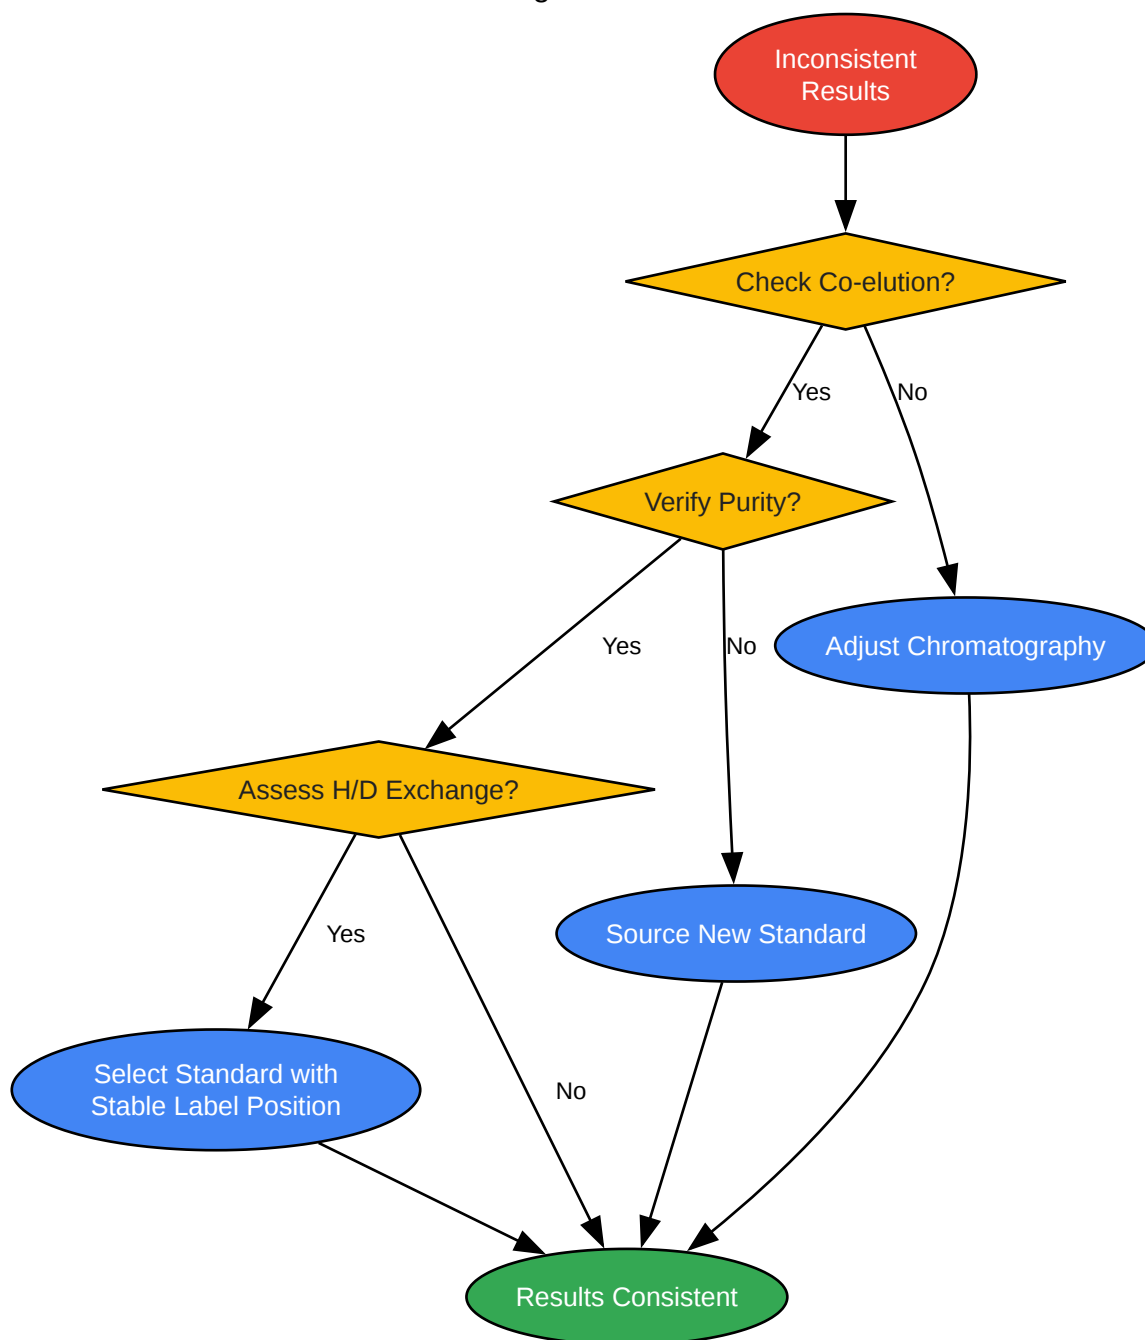 g
Inconsistent
Results
Check Co-elution?
Yes
No
Verify Purity?
Yes
No
Adjust Chromatography
Assess H/D Exchange?
Yes
Source New Standard
Select Standard with
Stable Label Position
No
Results Consistent